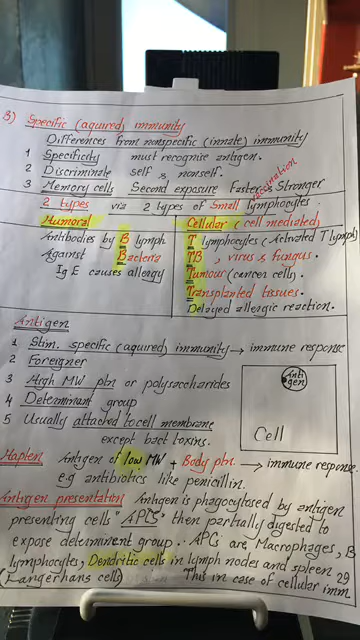 3) Specific (aquired) immunity
Differences from nonspecific (innate) immunity
1 Specificity must recognise antigen.
2 Discriminate self & nonself.
vaccination
3 Memory cells Second exposure Faster & Stronger
2 types via 2 types of Small lymphocytes.
Humoral
Antibodies by B lymph
Against Bacteria
Ig E causes allergy
Cellular (cell mediated)
T lymphocytes (Activated T lymph)
TB, virus & fungus.
Tumour (cancer cells).
Transplanted tissues.
Delayed allergic reaction.
Antigen
1 Stim. specific (aquired) immunity → immune response
2 Foreigner
3 High MW ptn or polysaccharides
4 Determinant group
5 Usually attached to cell membrane
except bact toxins.
Anti
gen
Cell
Hapten Antigen of low MW + Body ptn. → immune response.
e.g antibiotics like penicillin.
Antigen presentation Antigen is phagocytosed by antigen
presenting cells "APCs" then partially digested to
expose determinent group. APCs are Macrophages, B
lymphocytes, Dendritic cells in lymph nodes and spleen 29
(Langerhans cells) This in case of cellular imm